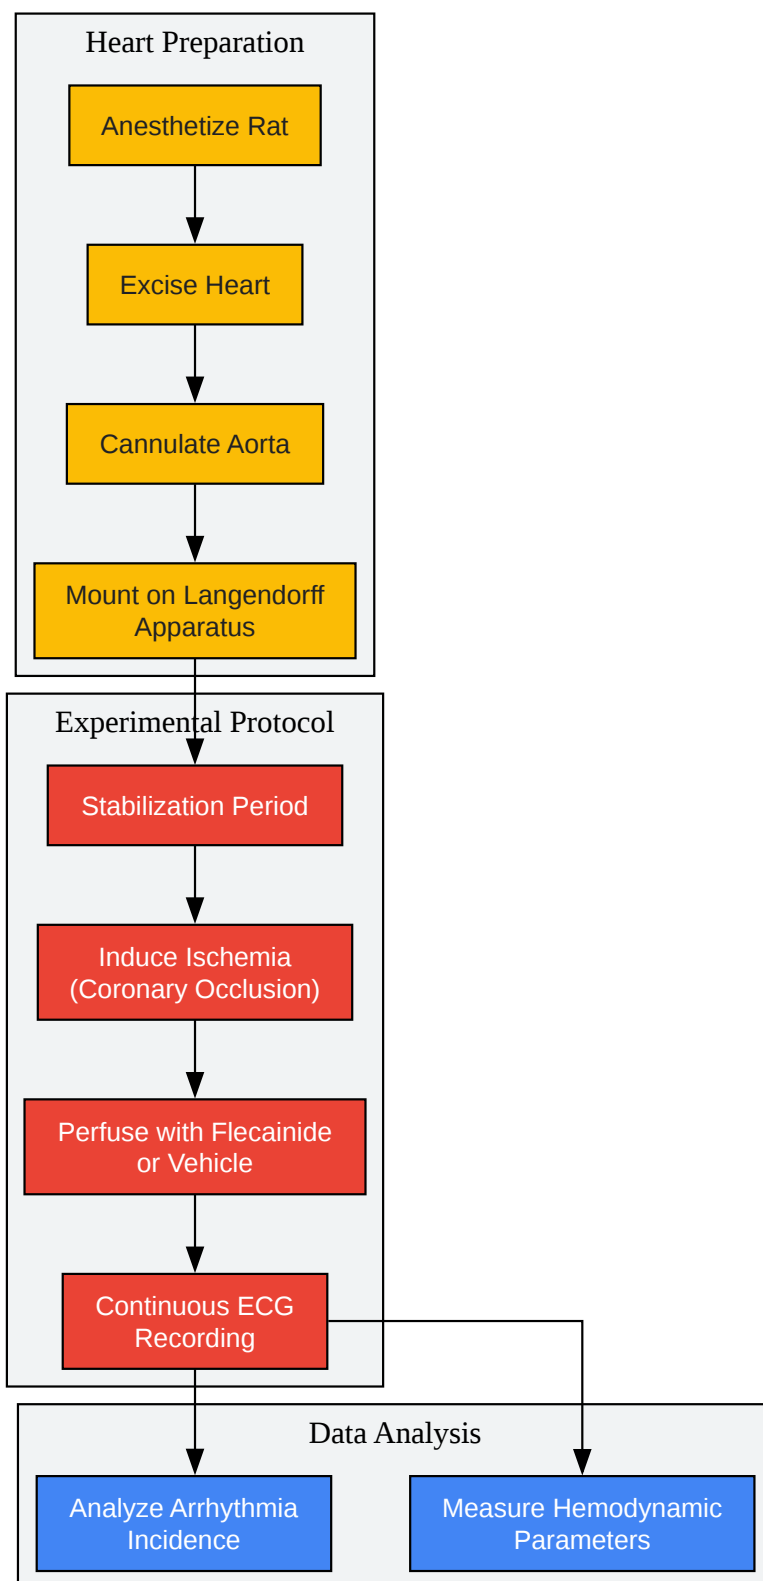 Heart Preparation
Anesthetize Rat
Excise Heart
Cannulate Aorta
Mount on Langendorff
Apparatus
Experimental Protocol
Stabilization Period
Induce Ischemia
(Coronary Occlusion)
Perfuse with Flecainide
or Vehicle
Continuous ECG
Recording
Data Analysis
Analyze Arrhythmia
Incidence
Measure Hemodynamic
Parameters